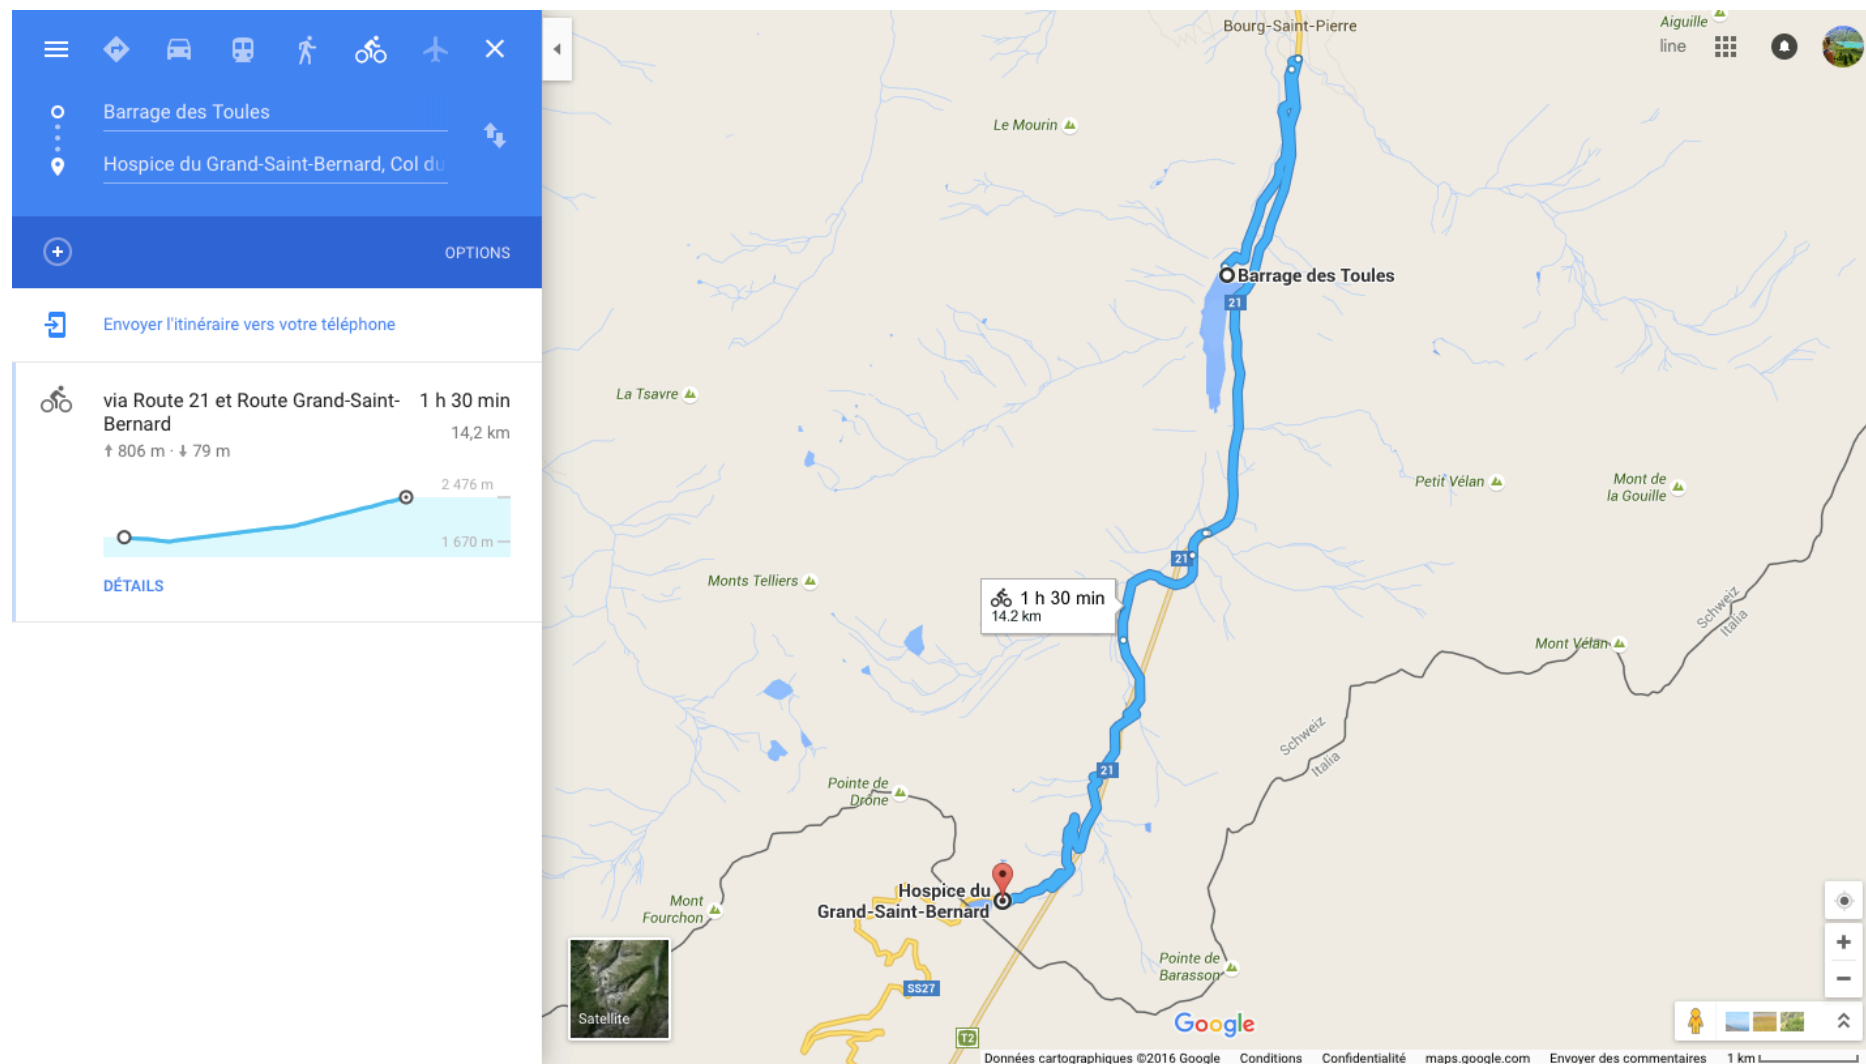 Barrage des Toules
Hospice du Grand-Saint-Bernard, Col du
OPTIONS
Envoyer l'itinéraire vers votre téléphone
via Route 21 et Route Grand-Saint-
Bernard
1 h 30 min
14,2 km
806 m · 79 m
2 476 m
1 670 m
DÉTAILS
Bourg-Saint-Pierre
Aiguille
line
Le Mourin
Barrage des Toules
21
La Tsavre
Petit Vélan
Mont de
la Gouille
21
Monts Telliers
1 h 30 min
14.2 km
Schweiz
Italia
Mont Vélan
Schweiz
Italia
21
Pointe de
Drône
Hospice du
Grand-Saint-Bernard
Mont
Fourchon
Pointe de
Barasson
SS27
Satellite
Google
T2
Données cartographiques ©2016 Google Conditions Confidentialité maps.google.com Envoyer des commentaires 1 km